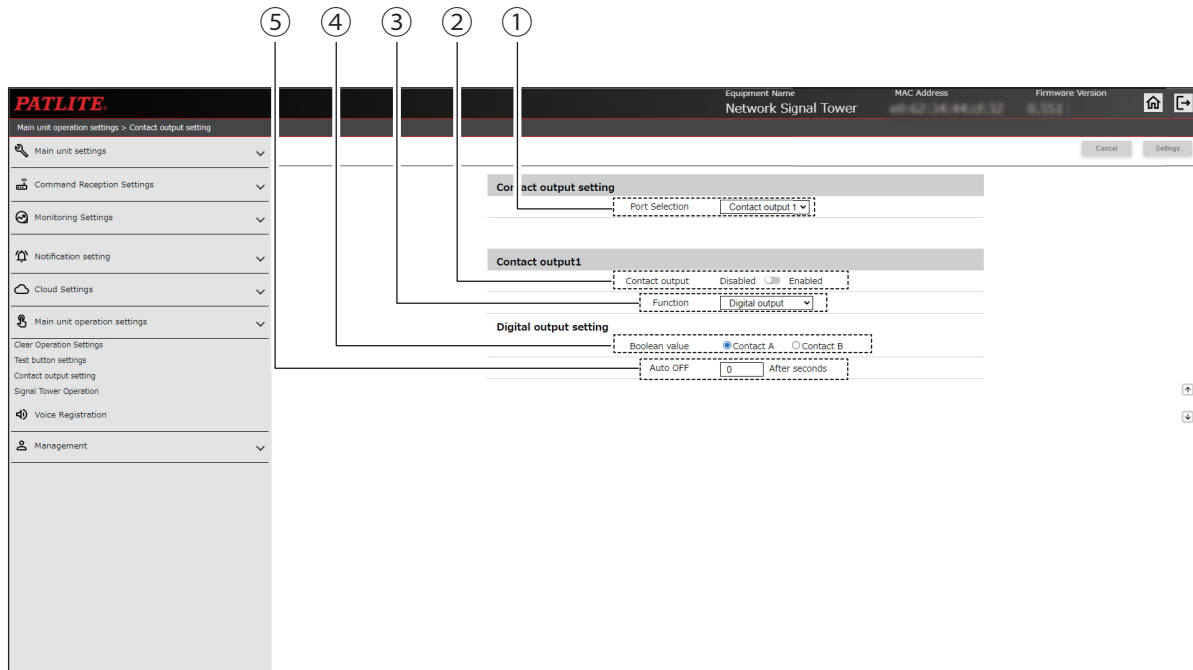 ⑤ ④ ③ ② ①
PATLITE®
Equipment Name MAC Address Firmware Version
Network Signal Tower
Main unit operation settings > Contact output setting
Cancel Settings
Main unit settings
Command Reception Settings
Monitoring Settings
Notification setting
Cloud Settings
Main unit operation settings
Clear Operation Settings
Test button settings
Contact output setting
Signal Tower Operation
Voice Registration
Management
Contact output setting
Port Selection Contact output 1
Contact output1
Contact output Disabled Enabled
Function Digital output
Digital output setting
Boolean value Contact A Contact B
Auto OFF 0 After seconds